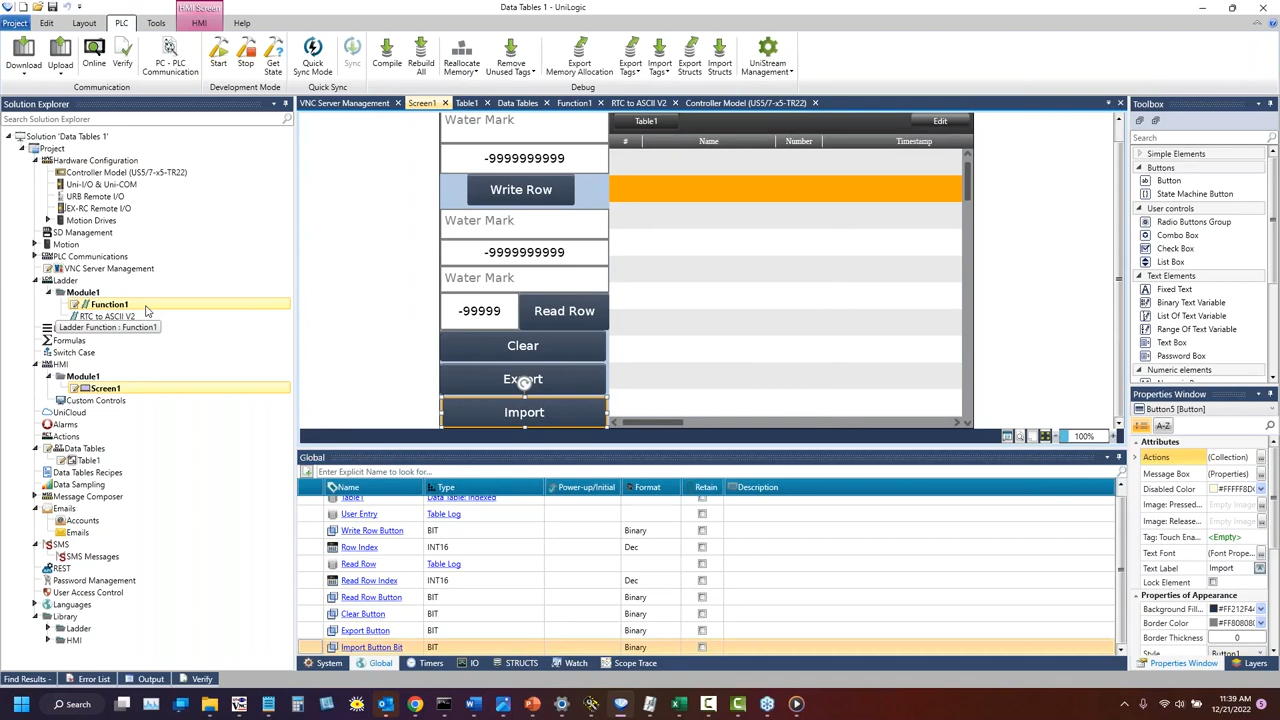 HMI Screen
Data Tables 1 - UniLogic
Project Edit Layout PLC Tools HMI Help
Download Upload Online Verify PC - PLC Communication Start Stop Get State Quick Sync Mode Sync Compile Rebuild All Reallocate Memory Remove Unused Tags Export Memory Allocation Export Tags Import Tags Export Structs Import Structs UniStream Management
Communication Development Mode Quick Sync Debug
Solution Explorer
Search Solution Explorer
Solution 'Data Tables 1'
Project
Hardware Configuration
Controller Model (US5/7-x5-TR22)
Uni-I/O & Uni-COM
URB Remote I/O
EX-RC Remote I/O
Motion Drives
SD Management
Motion
PLC Communications
VNC Server Management
Ladder
Module1
Function1
RTC to ASCII V2
Ladder Function : Function1
Formulas
Switch Case
HMI
Module1
Screen1
Custom Controls
UniCloud
Alarms
Actions
Data Tables
Table1
Data Tables Recipes
Data Sampling
Message Composer
Emails
Accounts
Emails
SMS
SMS Messages
REST
Password Management
User Access Control
Languages
Library
Ladder
HMI
Find Results - Error List Output Verify
VNC Server Management Screen1 Table1 Data Tables Function1 RTC to ASCII V2 Controller Model (US5/7-x5-TR22)
Water Mark
-9999999999
Write Row
Water Mark
-9999999999
Water Mark
-99999 Read Row
Clear
Import
Table1 Edit
# Name Number Timestamp
100%
Global
Enter Explicit Name to look for...
Name Type Power-up/Initial Format Retain Description
Table1 Data Table: Indexed
User Entry Table Log
Write Row Button BIT Binary
Row Index INT16 Dec
Read Row Table Log
Read Row Index INT16 Dec
Read Row Button BIT Binary
Clear Button BIT Binary
Export Button BIT Binary
Import Button Bit BIT Binary
System Global Timers IO STRUCTS Watch Scope Trace
Toolbox
Search
Simple Elements
Buttons
Button
State Machine Button
User controls
Radio Buttons Group
Combo Box
Check Box
List Box
Text Elements
Fixed Text
Binary Text Variable
List Of Text Variable
Range Of Text Variable
Text Box
Password Box
Numeric elements
Properties Window
Button5 [Button]
A-Z
Attributes
Actions (Collection)
Message Box (Properties)
Disabled Color #FFFFF8D
Image: Pressed... Empty Image
Image: Release... Empty Image
Tag: Touch Ena... <Empty>
Text Font (Font Prope...
Text Label Import
Lock Element
Properties of Appearance
Background Fill... #FF212F4
Border Color #FF80808
Border Thickness 0
Style Button1
Properties Window Layers
Search
11:39 AM
12/21/2022